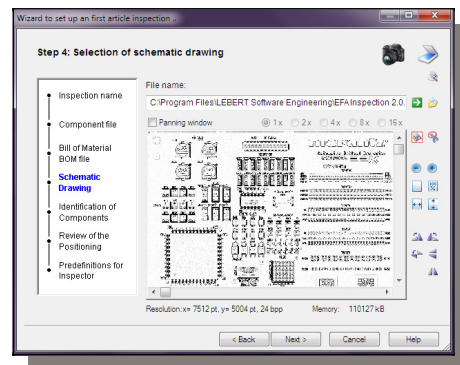 Wizard to set up an first article inspection ..
Step 4: Selection of schematic drawing
Inspection name
Component file
Bill of Material
BOM file
Schematic
Drawing
Identification of
Components
Review of the
Positioning
Predefinitions for
Inspector
File name:
C:\Program Files\LEBERT Software Engineering\EFAInspection 2.0.
Panning window
1 x 2 x 4 x 8 x 16 x
Resolution: x= 7512 pt, y= 5004 pt, 24 bpp Memory: 110127 kB
< Back Next > Cancel Help